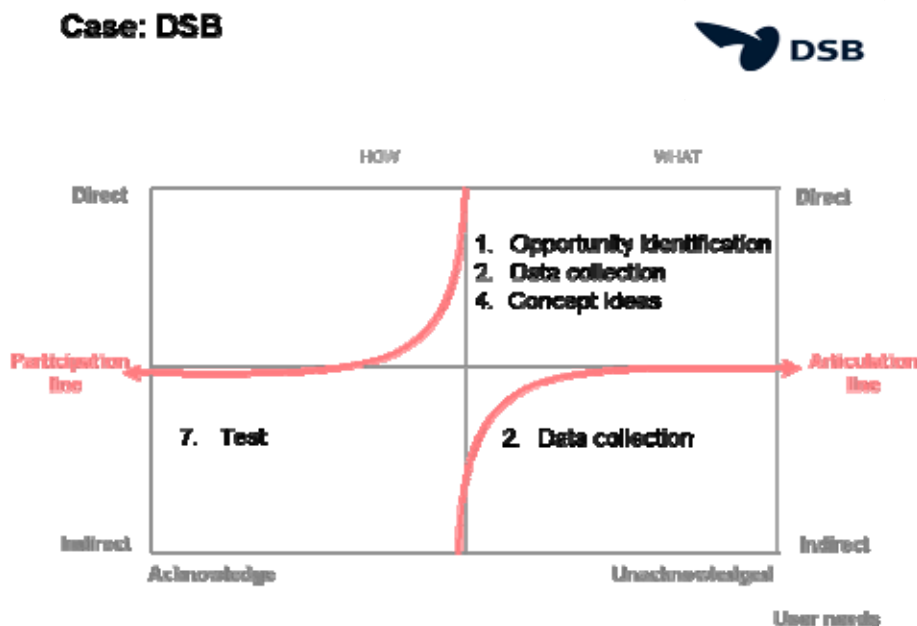 Case: DSB
DSB
HOW WHAT
Direct Direct
1. Opportunity identification
2. Data collection
4. Concept ideas
Participation line
Articulation line
7. Test
2. Data collection
Indirect Indirect
Acknowledge Unacknowledged
User needs